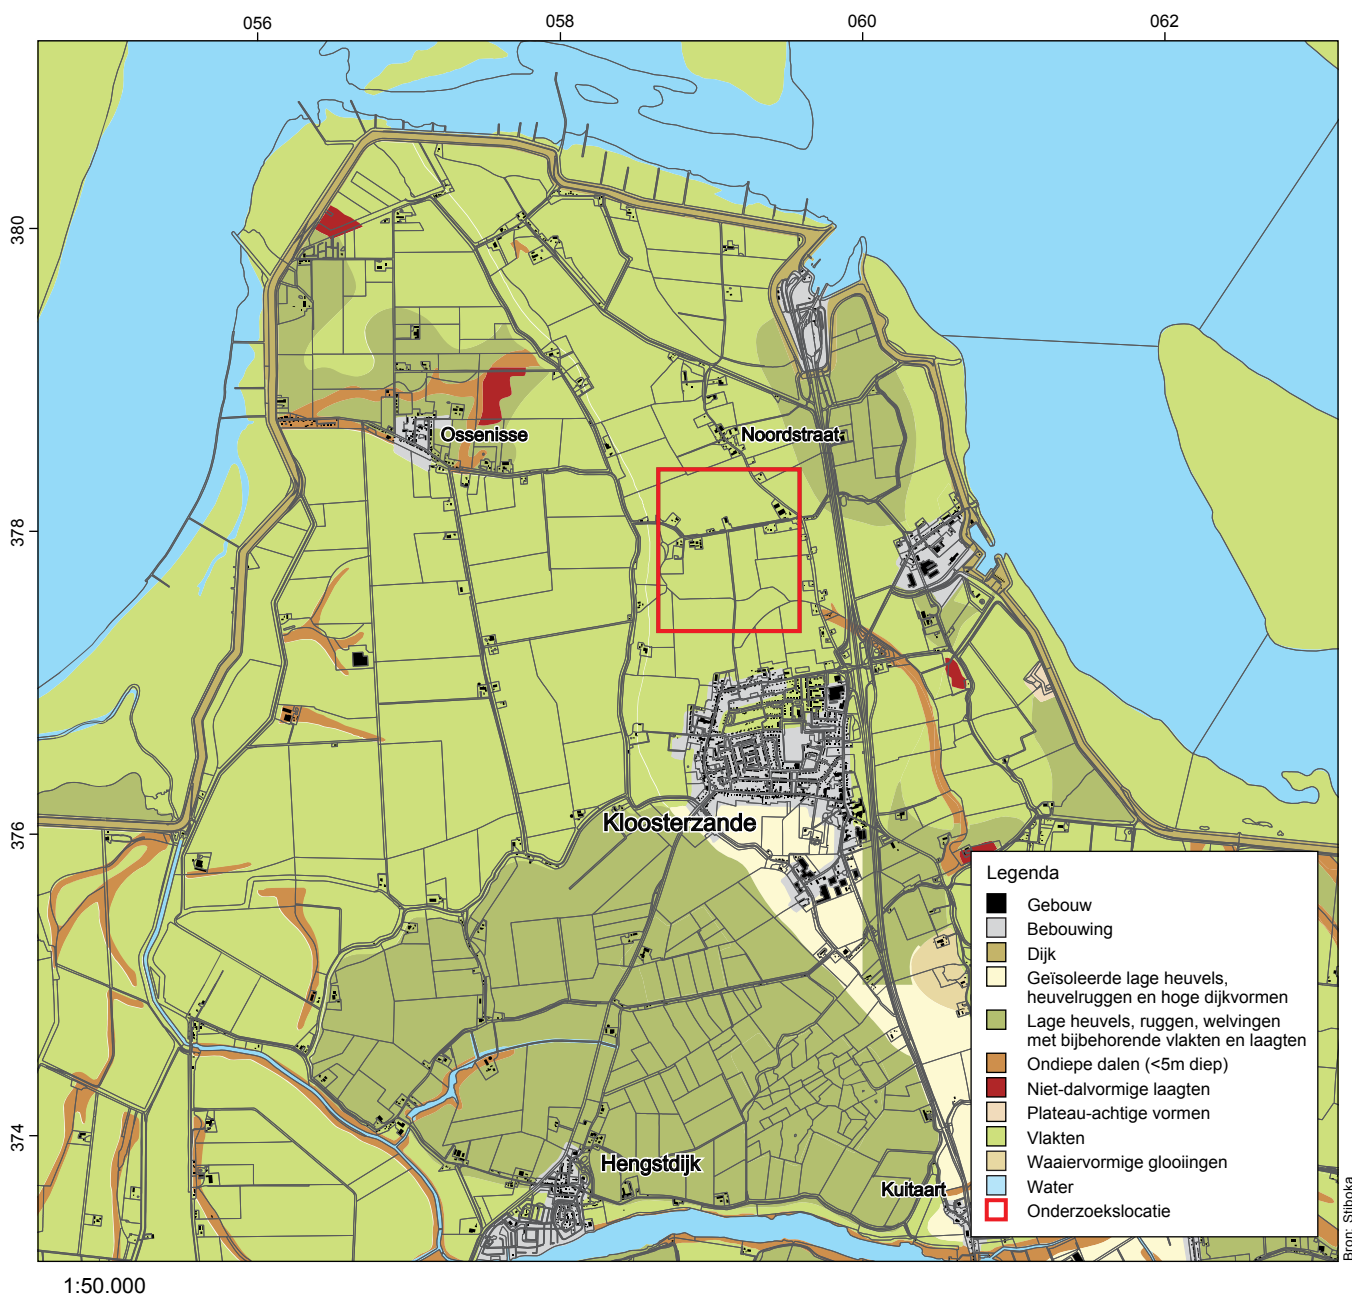 056
058
060
062
380
378
376
374
Ossenisse
Noordstraat
Kloosterzande
Hengstdijk
Kuitaart
Legenda
Gebouw
Bebouwing
Dijk
Geïsoleerde lage heuvels,
heuvelruggen en hoge dijkvormen
Lage heuvels, ruggen, welvingen
met bijbehorende vlakten en laagten
Ondiepe dalen (<5m diep)
Niet-dalvormige laagten
Plateau-achtige vormen
Vlakten
Waaiervormige glooiingen
Water
Onderzoekslocatie
Bron: Stiboka
1:50.000